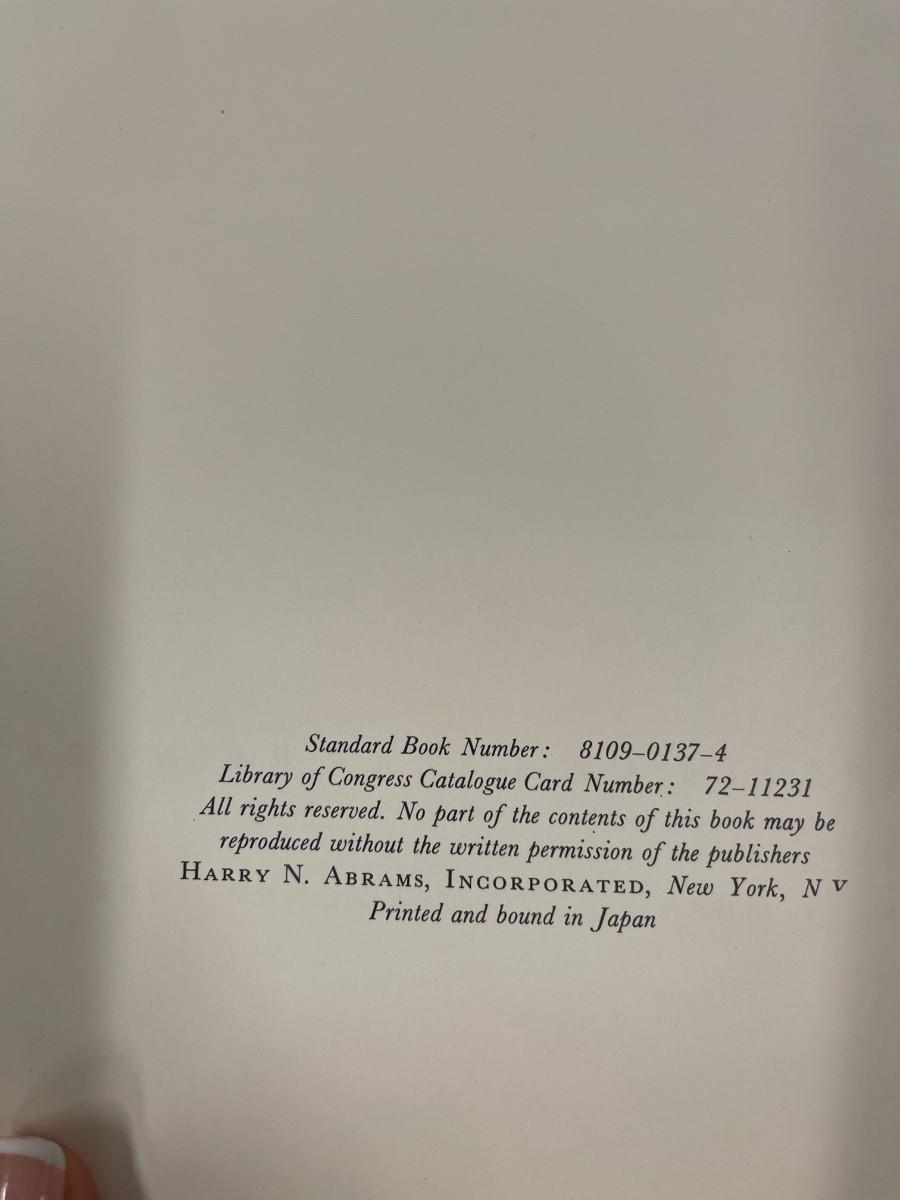 Standard Book Number: 8109–0137–4
Library of Congress Catalogue Card Number: 72–11231
All rights reserved. No part of the contents of this book may be
reproduced without the written permission of the publishers
HARRY N. ABRAMS, INCORPORATED, New York, N V
Printed and bound in Japan